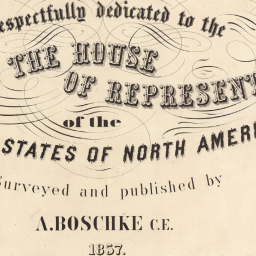 espectfully dedicated to the
THE HOUSE
OF REPRESENT
of the
STATES OF NORTH AMER
Surveyed and published by
A.BOSCHKE C.E.
1857.